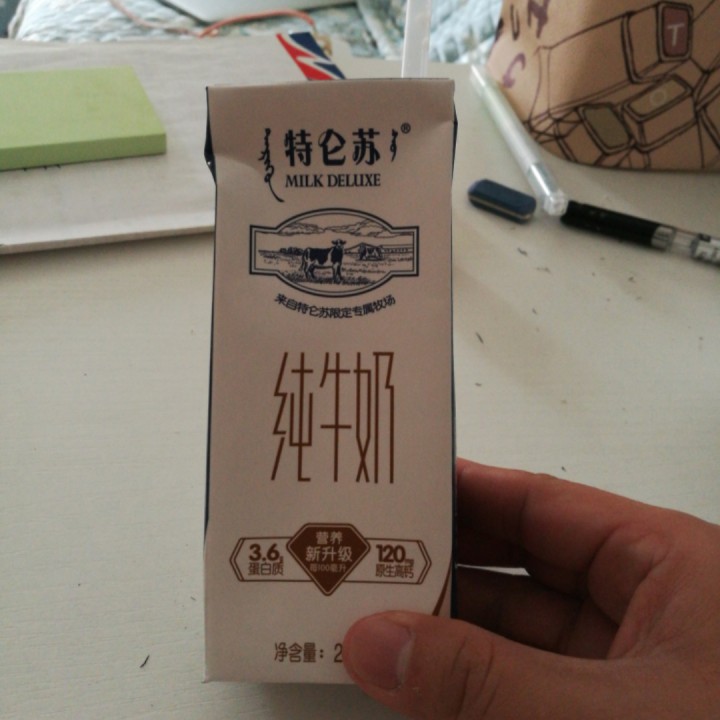 特仑苏®
MILK DELUXE
来自特仑苏限定专属牧场
纯牛奶
营养
新升级
每100毫升
3.6g
蛋白质
120mg
原生高钙
净含量：2
T